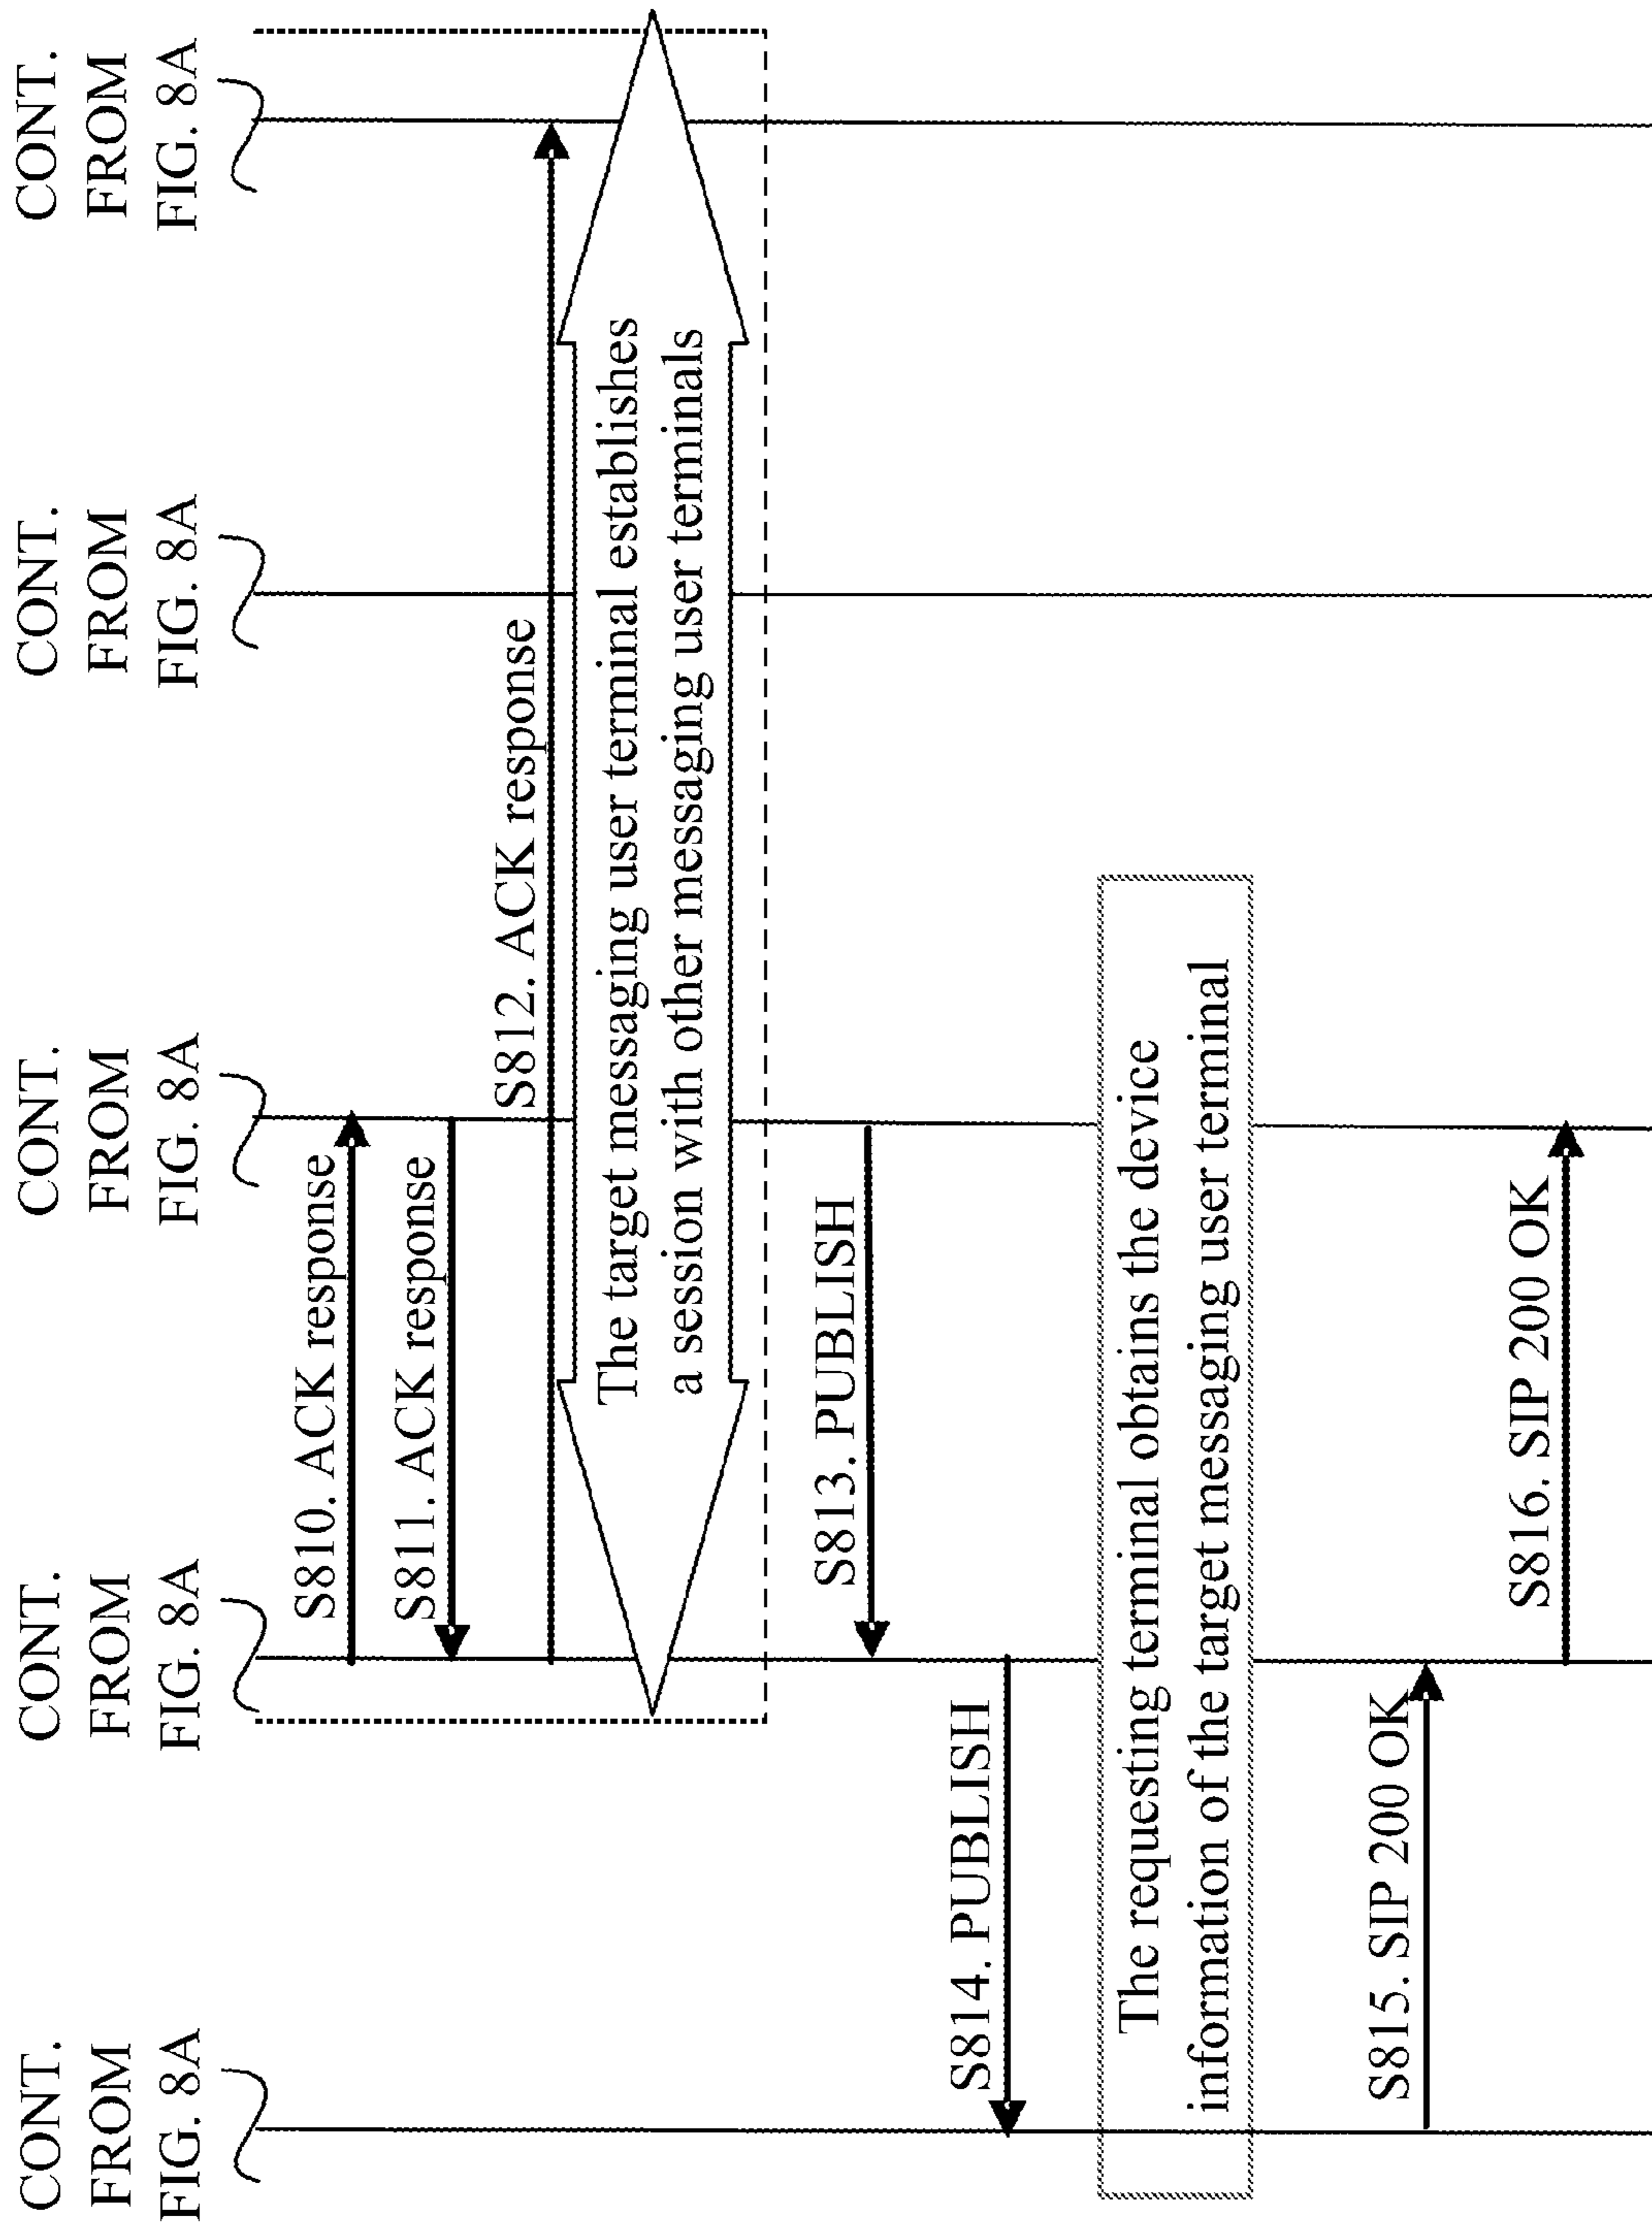 CONT.
FROM
FIG. 8A
CONT.
FROM
FIG. 8A
CONT.
FROM
FIG. 8A
CONT.
FROM
FIG. 8A
CONT.
FROM
FIG. 8A
S810. ACK response
S811. ACK response
S812. ACK response
The target messaging user terminal establishes
a session with other messaging user terminals
S813. PUBLISH
S814. PUBLISH
The requesting terminal obtains the device
information of the target messaging user terminal
S815. SIP 200 OK
S816. SIP 200 OK